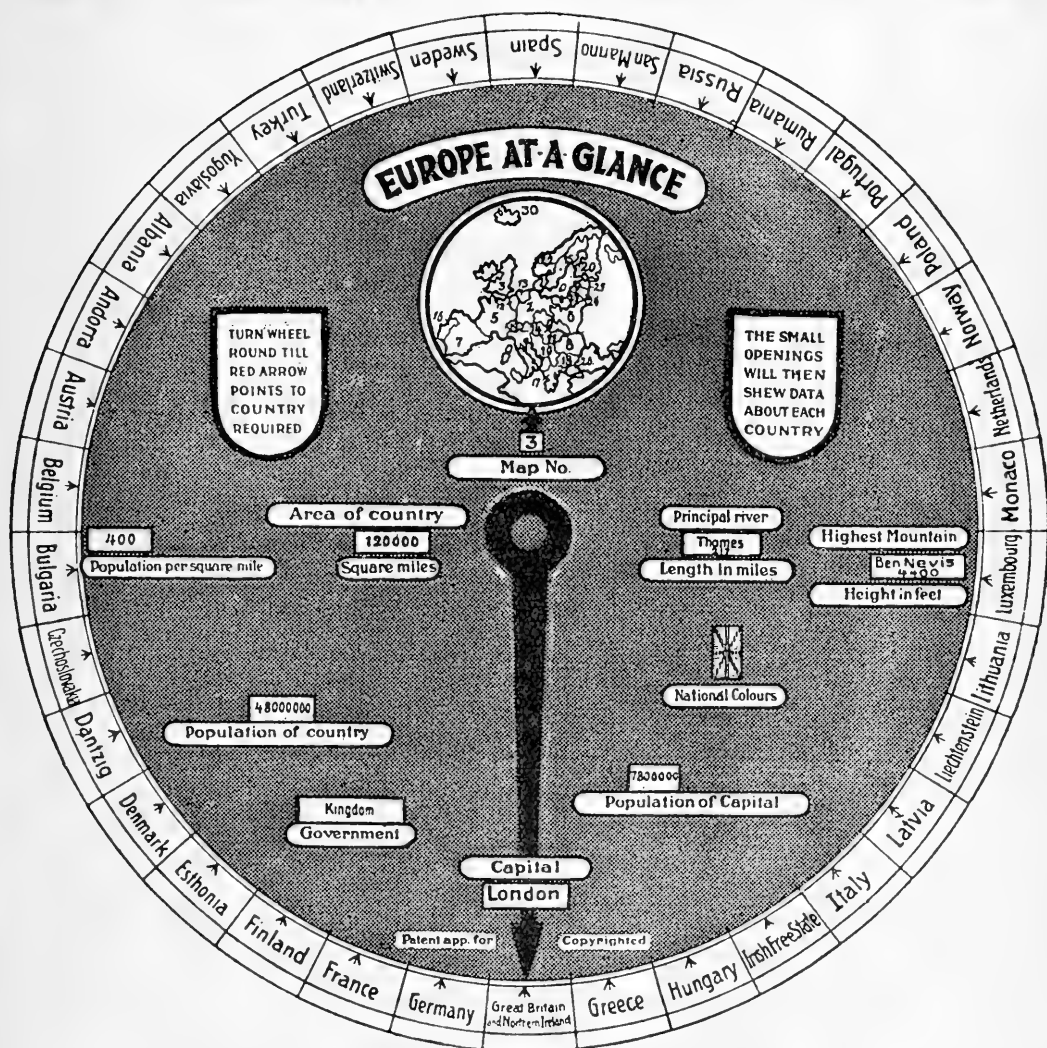 EUROPE AT-A GLANCE
30
TURN WHEEL
ROUND TILL
RED ARROW
POINTS TO
COUNTRY
REQUIRED
THE SMALL
OPENINGS
WILL THEN
SHEW DATA
ABOUT EACH
COUNTRY
3
Map No.
400
Population per square mile
Area of country
120000
Square miles
Principal river
Thomes
Length in miles
Highest Mountain
Ben Nevis
4400
Height in feet
National Colours
48000000
Population of country
Kingdom
Government
7800000
Population of Capital
Capital
London
Patent app. for
Copyrighted
Spain
San Marino
Russia
Rumania
Portugal
Poland
Norway
Netherlands
Monaco
Luxembourg
Lithuania
Liechtenstein
Latvia
Italy
Irish Free State
Hungary
Greece
Great Britain
and Northern Ireland
Germany
France
Finland
Esthonia
Denmark
Dantzig
Czechoslovakia
Bulgaria
Belgium
Austria
Andorra
Albania
Yugoslavia
Turkey
Switzerland
Sweden